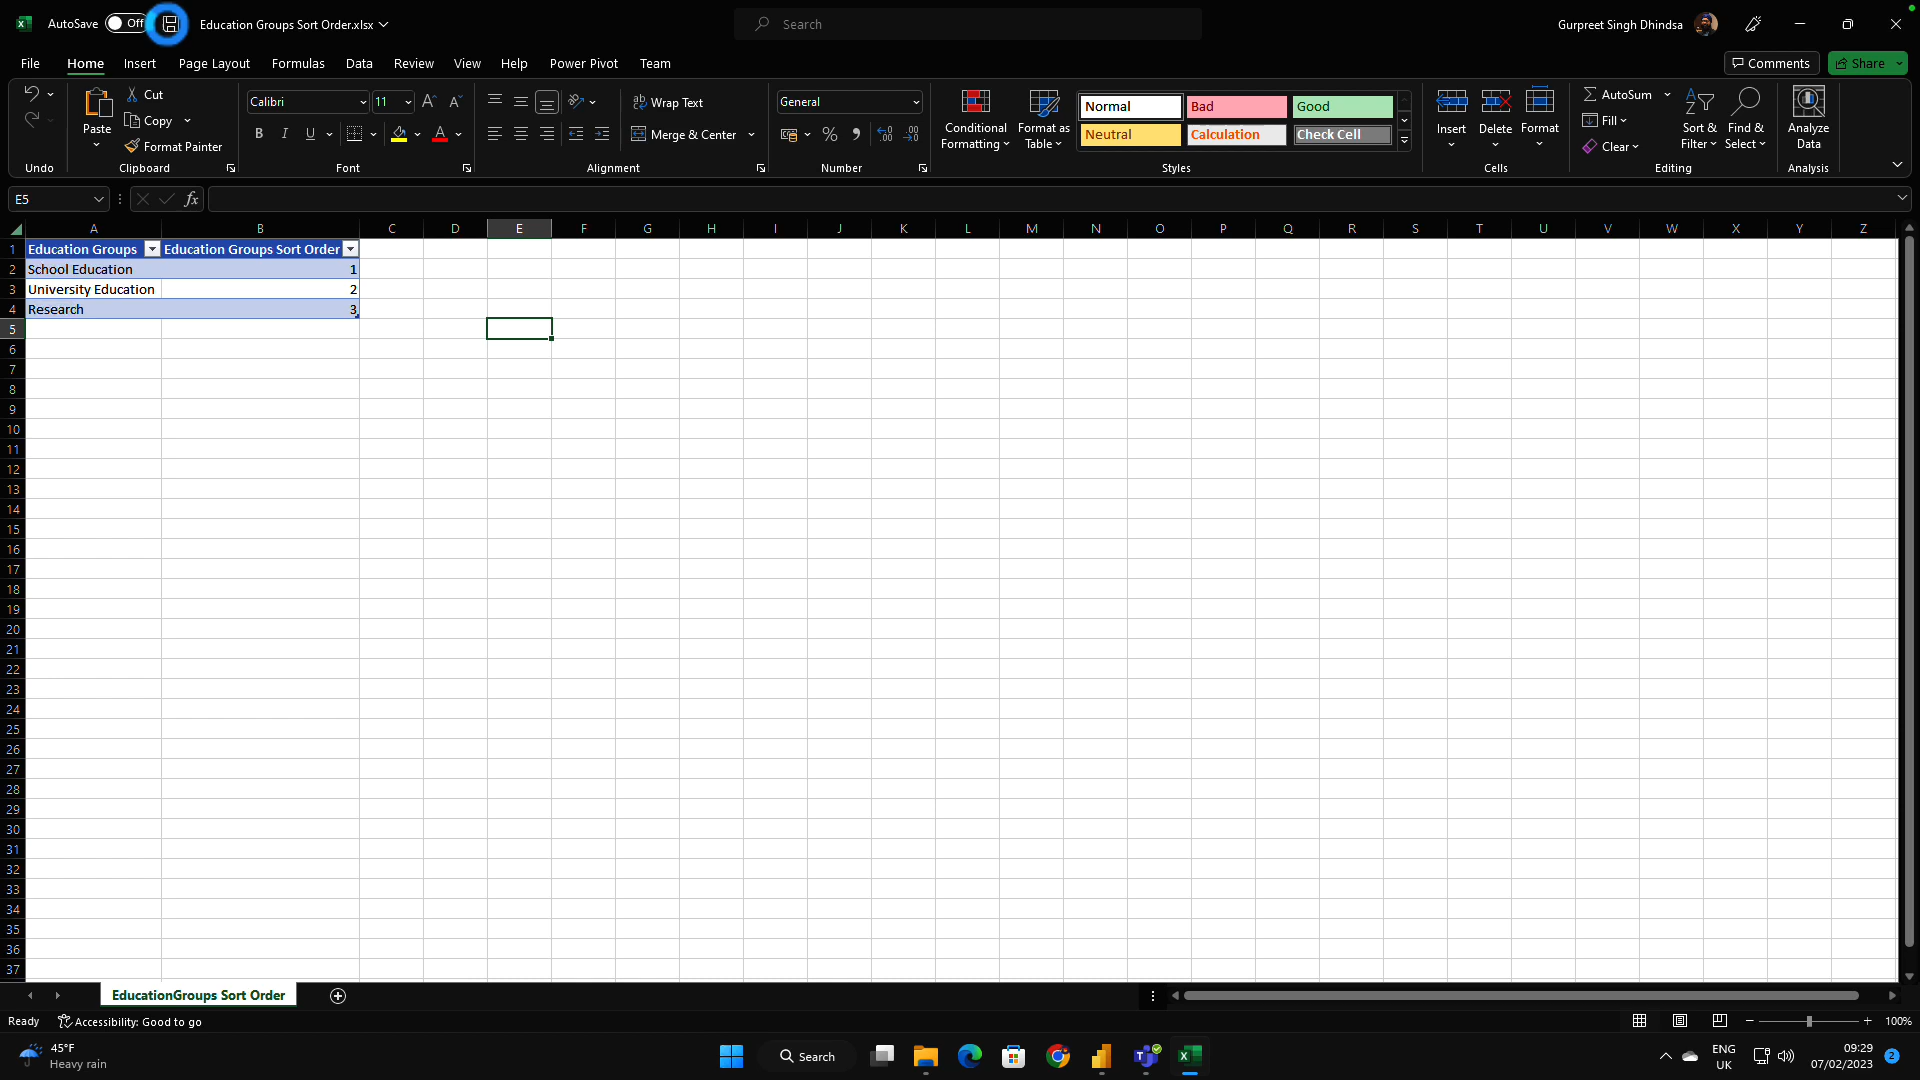 AutoSave Off Education Groups Sort Order.xlsx Search Gurpreet Singh Dhindsa
File Home Insert Page Layout Formulas Data Review View Help Power Pivot Team Comments Share
Paste
Cut
Copy
Format Painter
Calibri 11
B I U A
Wrap Text
Merge & Center
General
%
Conditional Formatting
Format as Table
Normal Bad Good
Neutral Calculation Check Cell
Insert Delete Format
AutoSum
Fill
Clear
Sort & Filter
Find & Select
Analyze Data
Undo Clipboard Font Alignment Number Styles Cells Editing Analysis
E5 fx
A B C D E F G H I J K L M N O P Q R S T U V W X Y Z
1 Education Groups Education Groups Sort Order
2 School Education 1
3 University Education 2
4 Research 3
5
6
7
8
9
10
11
12
13
14
15
16
17
18
19
20
21
22
23
24
25
26
27
28
29
30
31
32
33
34
35
36
37
EducationGroups Sort Order
Ready Accessibility: Good to go 100%
45°F
Heavy rain
Search
ENG
UK
09:29
07/02/2023
2